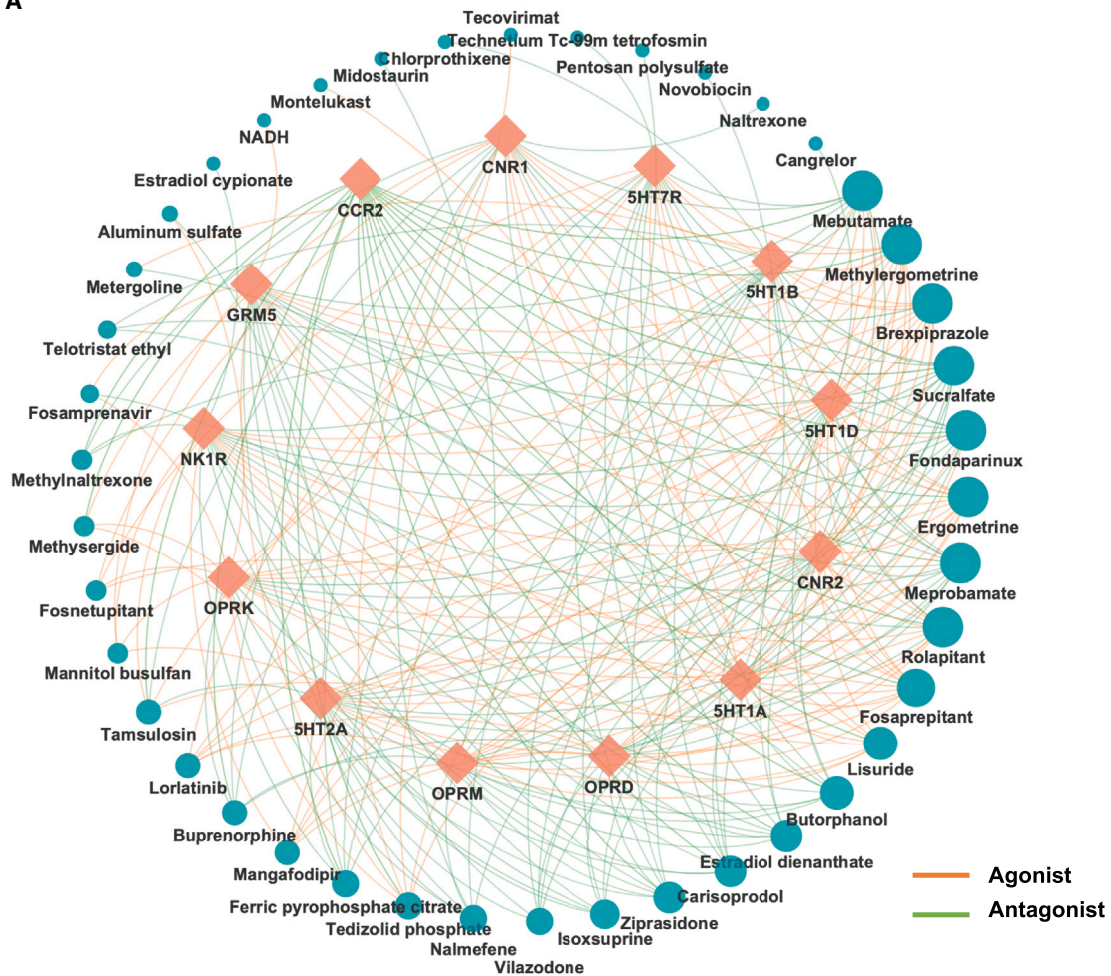 A
Tecovirimat
Technetium Tc-99m tetrofosmin
Chlorprothixene
Pentosan polysulfate
Midostaurin
Novobiocin
Montelukast
Naltrexone
NADH
Cangrelor
CNR1
Estradiol cypionate
5HT7R
CCR2
Mebutamate
Aluminum sulfate
Methylergometrine
Metergoline
5HT1B
GRM5
Brexpiprazole
Telotristat ethyl
Sucralfate
Fosamprenavir
5HT1D
NK1R
Fondaparinux
Methylnaltrexone
Ergometrine
Methysergide
CNR2
Meprobamate
Fosnetupitant
OPRK
Rolapitant
Mannitol busulfan
5HT1A
Fosaprepitant
Tamsulosin
5HT2A
Lisuride
Lorlatinib
OPRM
OPRD
Butorphanol
Buprenorphine
Estradiol dienanthate
Mangafodipir
Carisoprodol
Ferric pyrophosphate citrate
Ziprasidone
Tedizolid phosphate
Isoxsuprine
Nalmefene
Vilazodone
Agonist
Antagonist